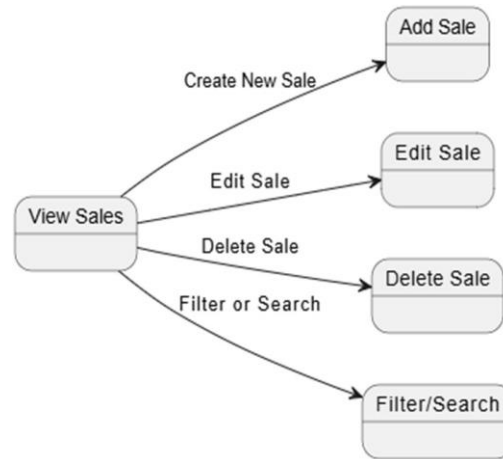 Add Sale
Create New Sale
Edit Sale
Edit Sale
View Sales
Delete Sale
Delete Sale
Filter or Search
Filter/Search